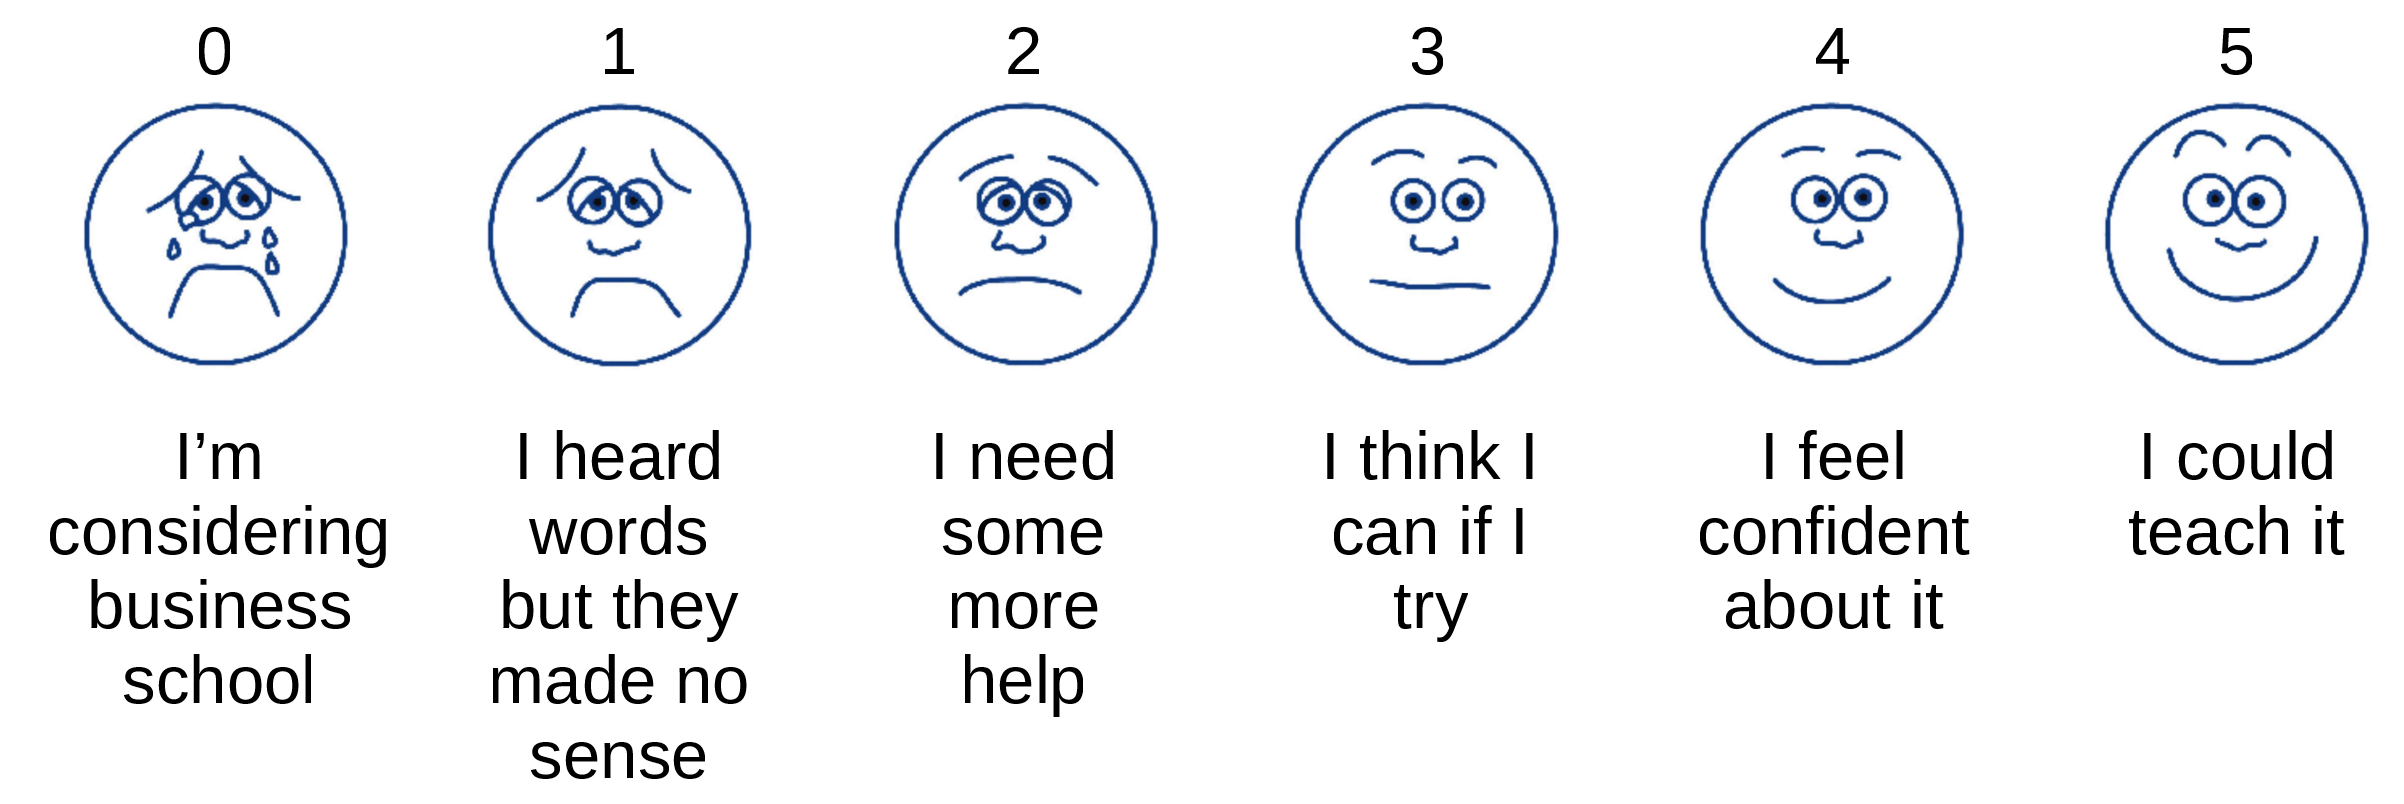 0
1
2
3
4
5
I’m
considering
business
school
I heard
words
but they
made no
sense
I need
some
more
help
I think I
can if I
try
I feel
confident
about it
I could
teach it